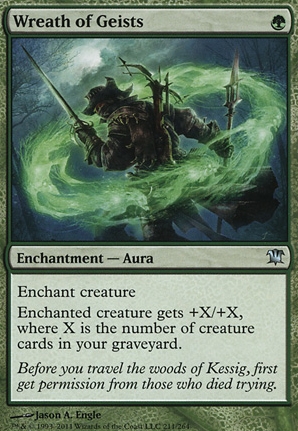 Wreath of Geists
Enchantment — Aura
Enchant creature
Enchanted creature gets +X/+X,
where X is the number of creature
cards in your graveyard.
Before you travel the woods of Kessig, first
get permission from those who died trying.
Jason A. Engle
™ & © 1993–2011 Wizards of the Coast LLC 211/264